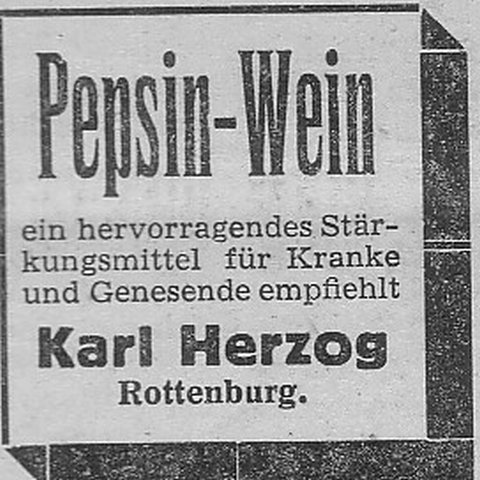 Pepsin-Wein
ein hervorragendes Stär-
kungsmittel für Kranke
und Genesende empfiehlt
Karl Herzog
Rottenburg.